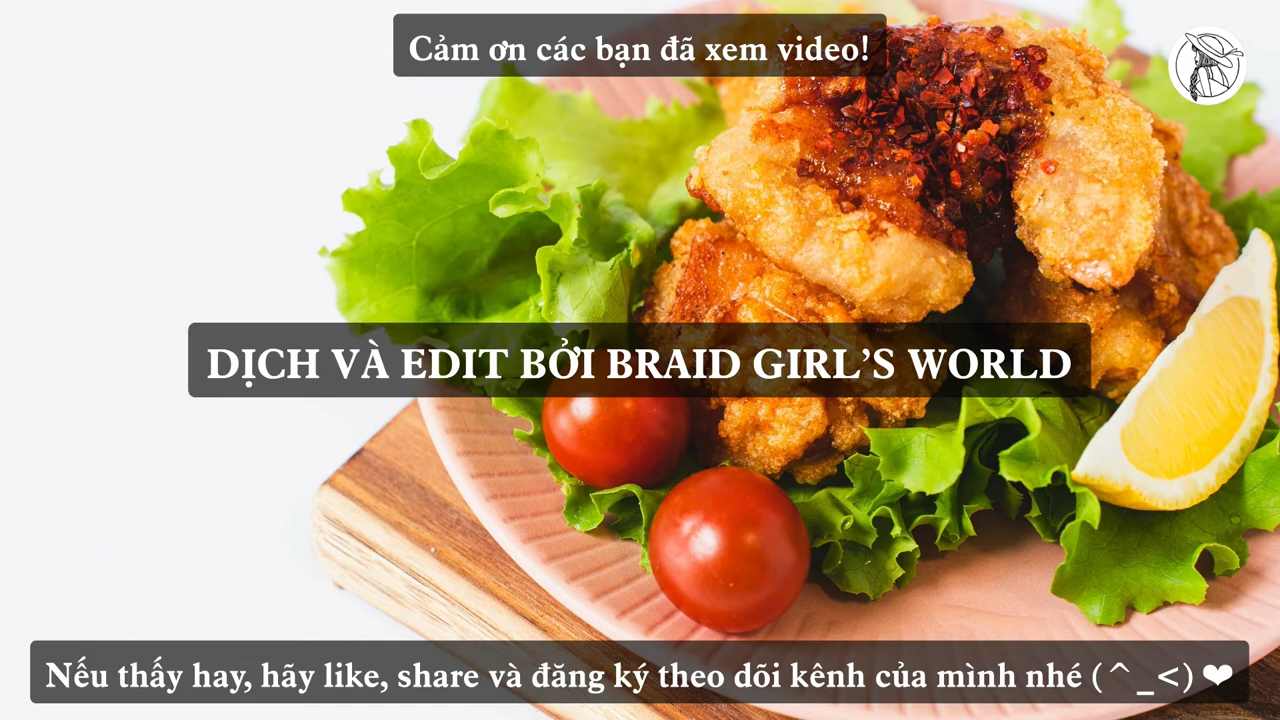 Cảm ơn các bạn đã xem video!
DỊCH VÀ EDIT BỞI BRAID GIRL’S WORLD
Nếu thấy hay, hãy like, share và đăng ký theo dõi kênh của mình nhé (^_<) ❤